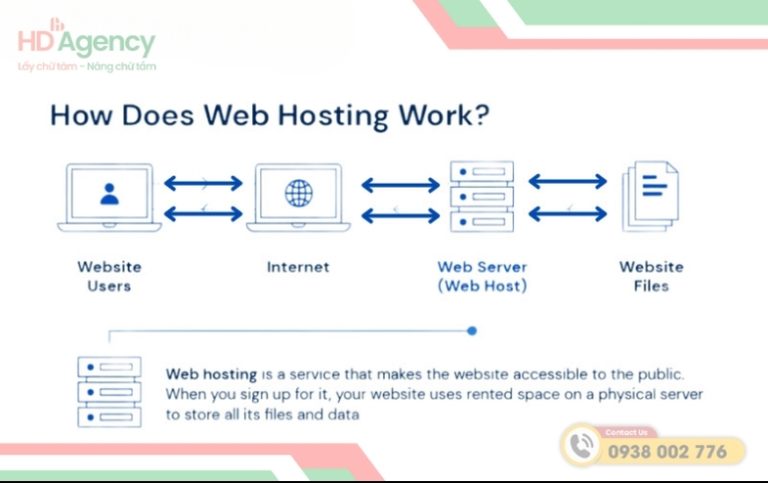 HD Agency
Lấy chữ tâm - Nâng chữ tầm
How Does Web Hosting Work?
Website
Users
Internet
Web Server
(Web Host)
Website
Files
Web hosting is a service that makes the website accessible to the public.
When you sign up for it, your website uses rented space on a physical server
to store all its files and data
Contact Us
0938 002 776